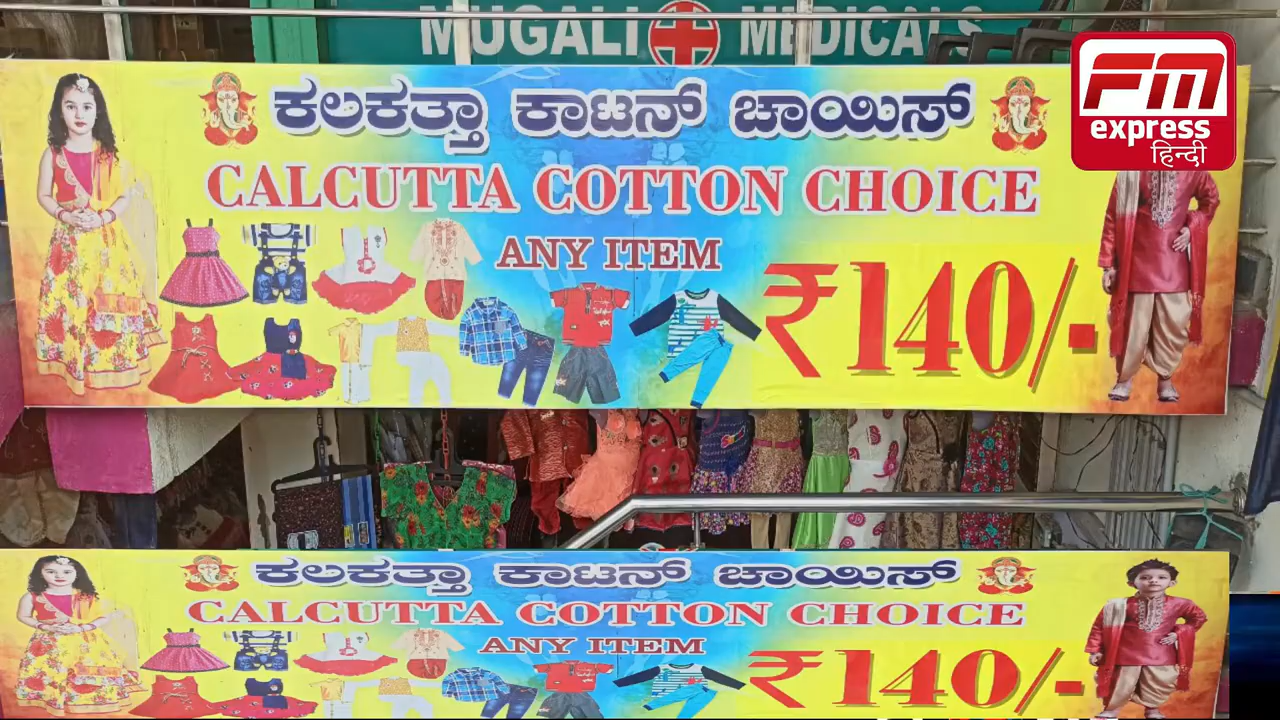 MUGALI MEDICALS
FM
express
हिन्दी
ಕಲಕತ್ತಾ ಕಾಟನ್ ಚಾಯಿಸ್
CALCUTTA COTTON CHOICE
ANY ITEM
₹140/-
ಕಲಕತ್ತಾ ಕಾಟನ್ ಚಾಯಿಸ್
CALCUTTA COTTON CHOICE
ANY ITEM
₹140/-